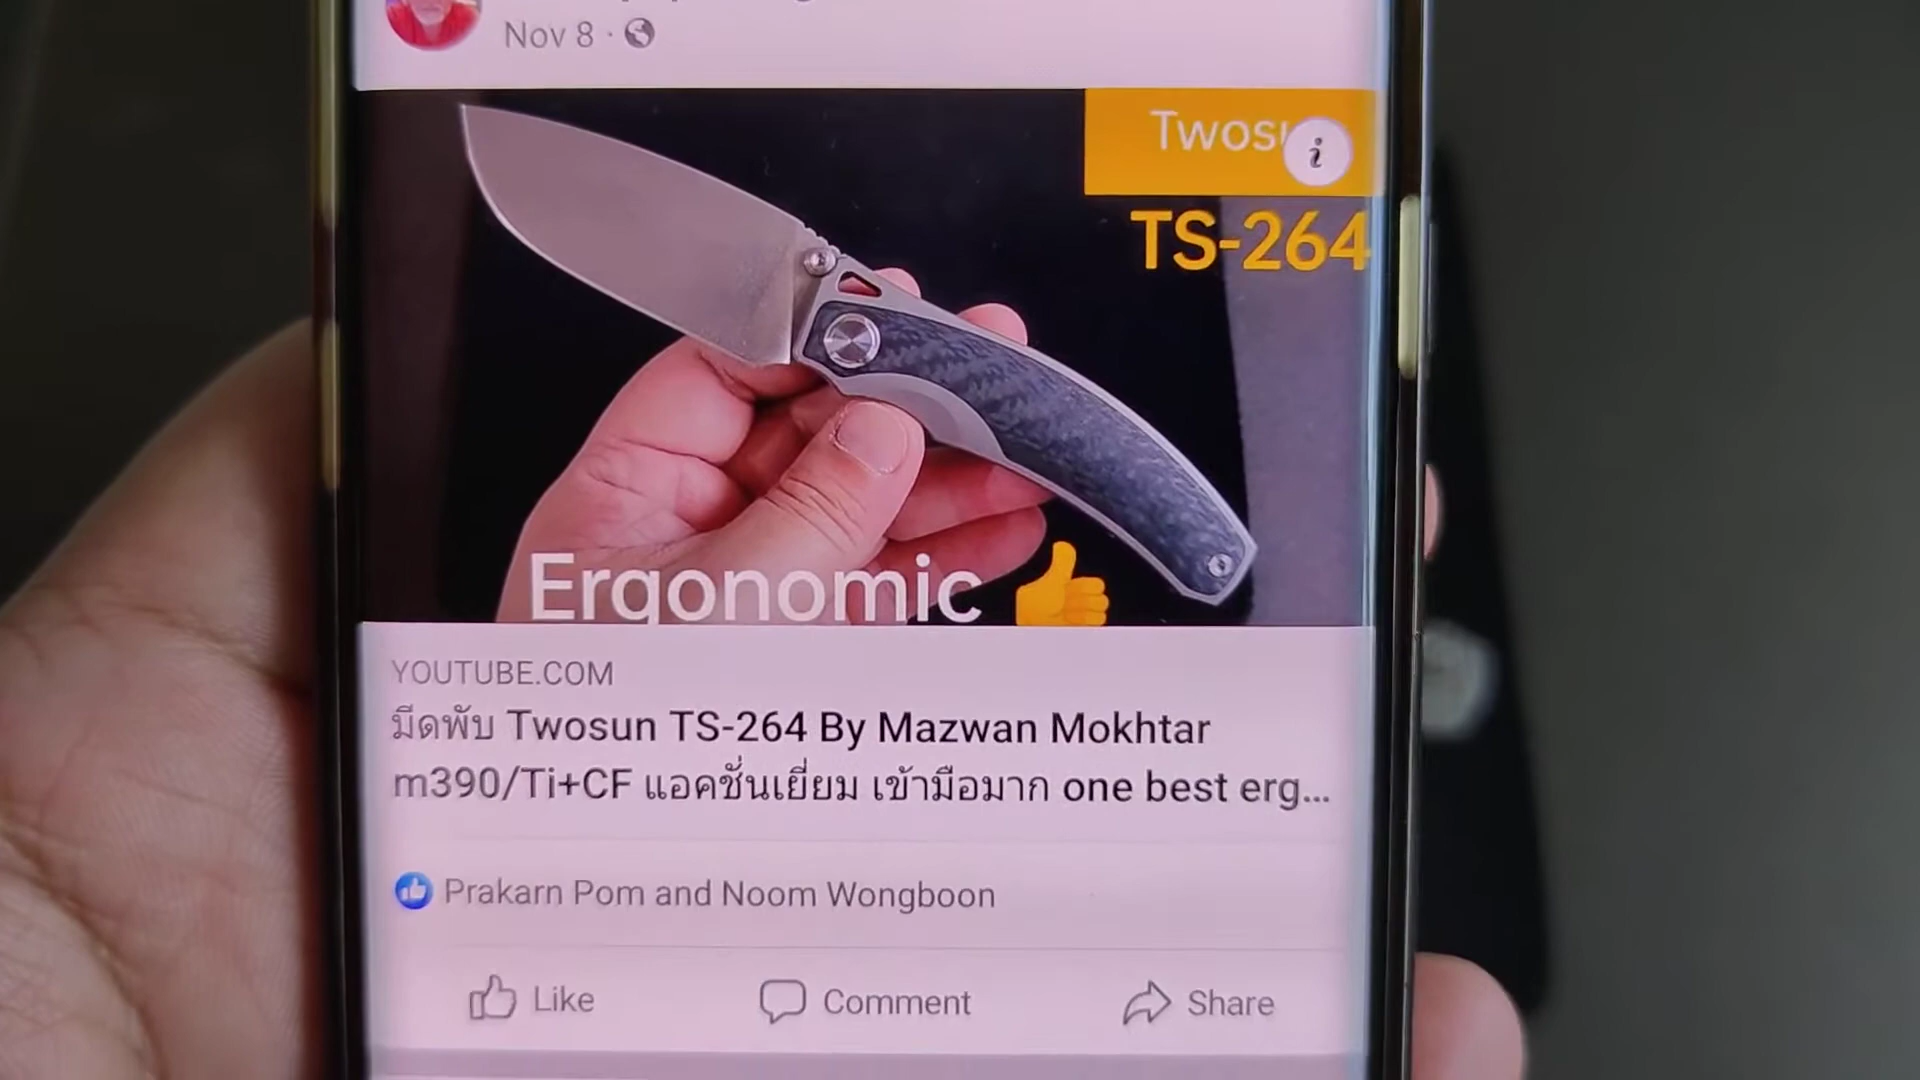 Nov 8 ·
TS-264
Ergonomic
YOUTUBE.COM
มีดพับ Twosun TS-264 By Mazwan Mokhtar
m390/Ti+CF แอคชั่นเยี่ยม เข้ามือมาก one best erg...
Prakarn Pom and Noom Wongboon
Like
Comment
Share